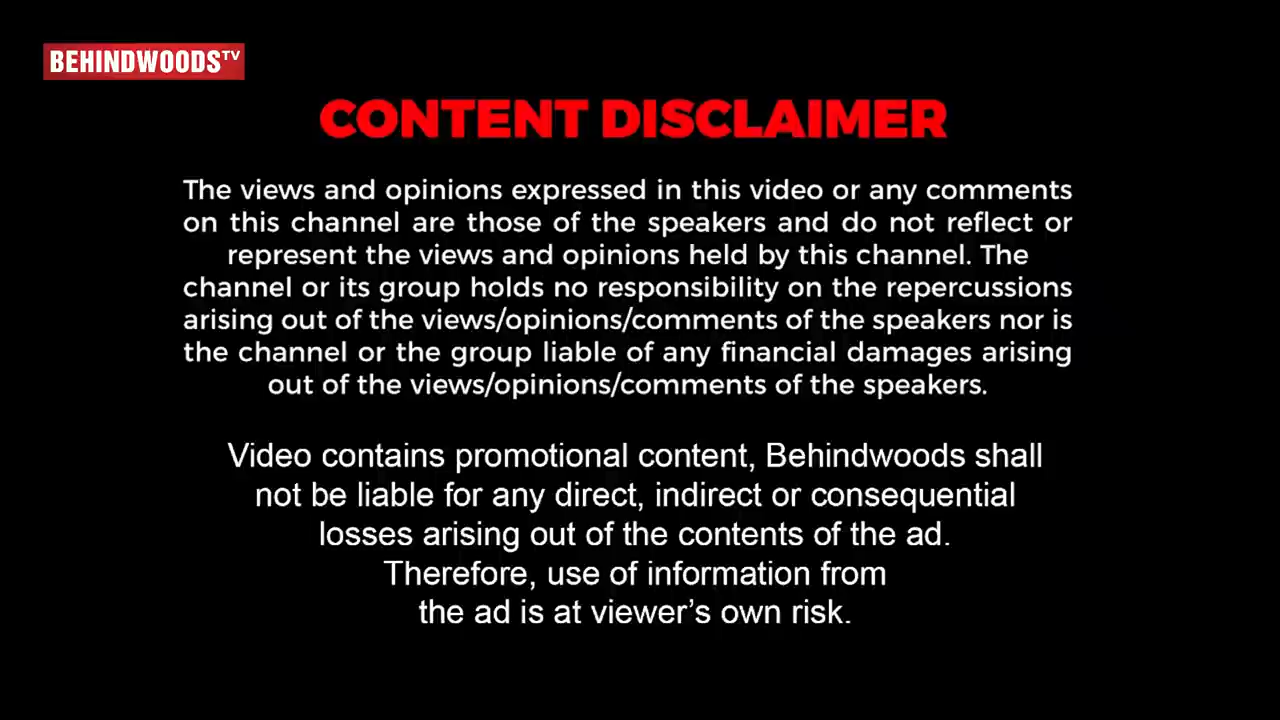 BEHINDWOODS TV
CONTENT DISCLAIMER
The views and opinions expressed in this video or any comments
on this channel are those of the speakers and do not reflect or
represent the views and opinions held by this channel. The
channel or its group holds no responsibility on the repercussions
arising out of the views/opinions/comments of the speakers nor is
the channel or the group liable of any financial damages arising
out of the views/opinions/comments of the speakers.
Video contains promotional content, Behindwoods shall
not be liable for any direct, indirect or consequential
losses arising out of the contents of the ad.
Therefore, use of information from
the ad is at viewer’s own risk.